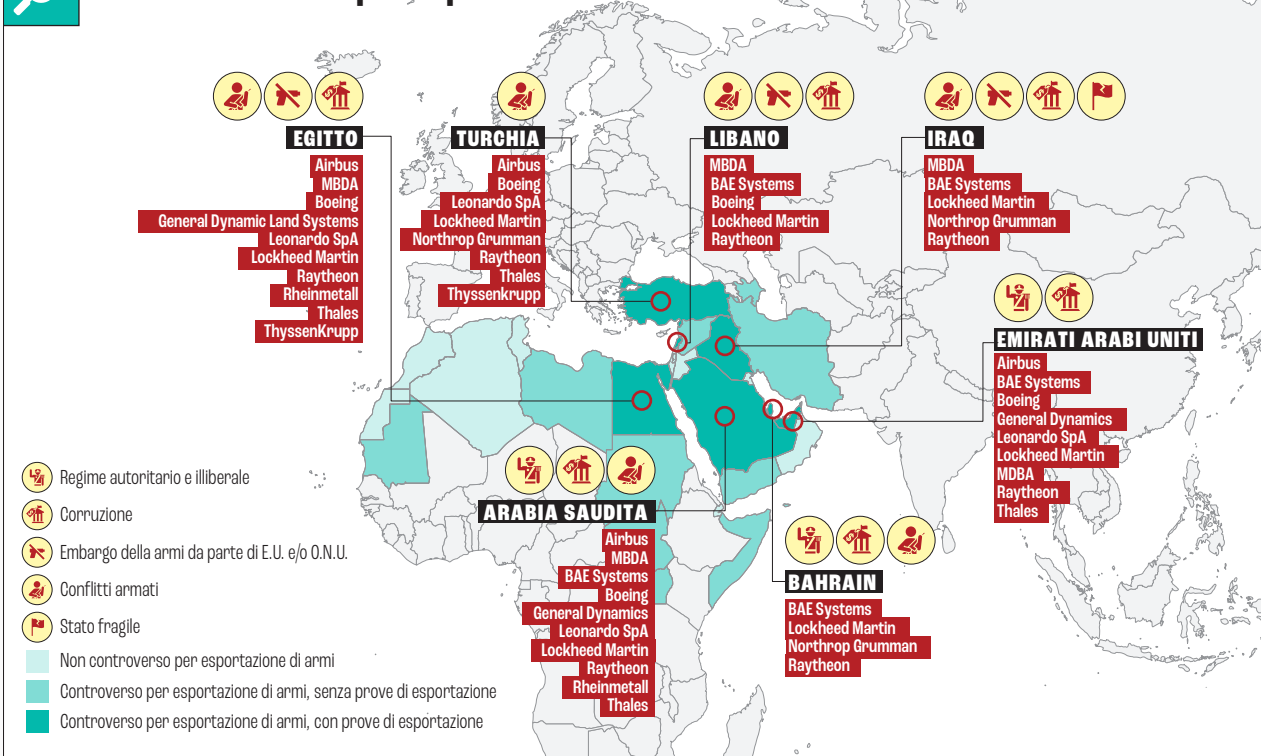 EGITTO
Airbus
MBDA
Boeing
General Dynamic Land Systems
Leonardo SpA
Lockheed Martin
Raytheon
Rheinmetall
Thales
ThyssenKrupp
TURCHIA
Airbus
Boeing
Leonardo SpA
Lockheed Martin
Northrop Grumman
Raytheon
Thales
Thyssenkrupp
LIBANO
MBDA
BAE Systems
Boeing
Lockheed Martin
Raytheon
IRAQ
MBDA
BAE Systems
Lockheed Martin
Northrop Grumman
Raytheon
EMIRATI ARABI UNITI
Airbus
BAE Systems
Boeing
General Dynamics
Leonardo SpA
Lockheed Martin
MDBA
Raytheon
Thales
ARABIA SAUDITA
Airbus
MBDA
BAE Systems
Boeing
General Dynamics
Leonardo SpA
Lockheed Martin
Raytheon
Rheinmetall
Thales
BAHRAIN
BAE Systems
Lockheed Martin
Northrop Grumman
Raytheon
Regime autoritario e illiberale
Corruzione
Embargo della armi da parte di E.U. e/o O.N.U.
Conflitti armati
Stato fragile
Non controverso per esportazione di armi
Controverso per esportazione di armi, senza prove di esportazione
Controverso per esportazione di armi, con prove di esportazione